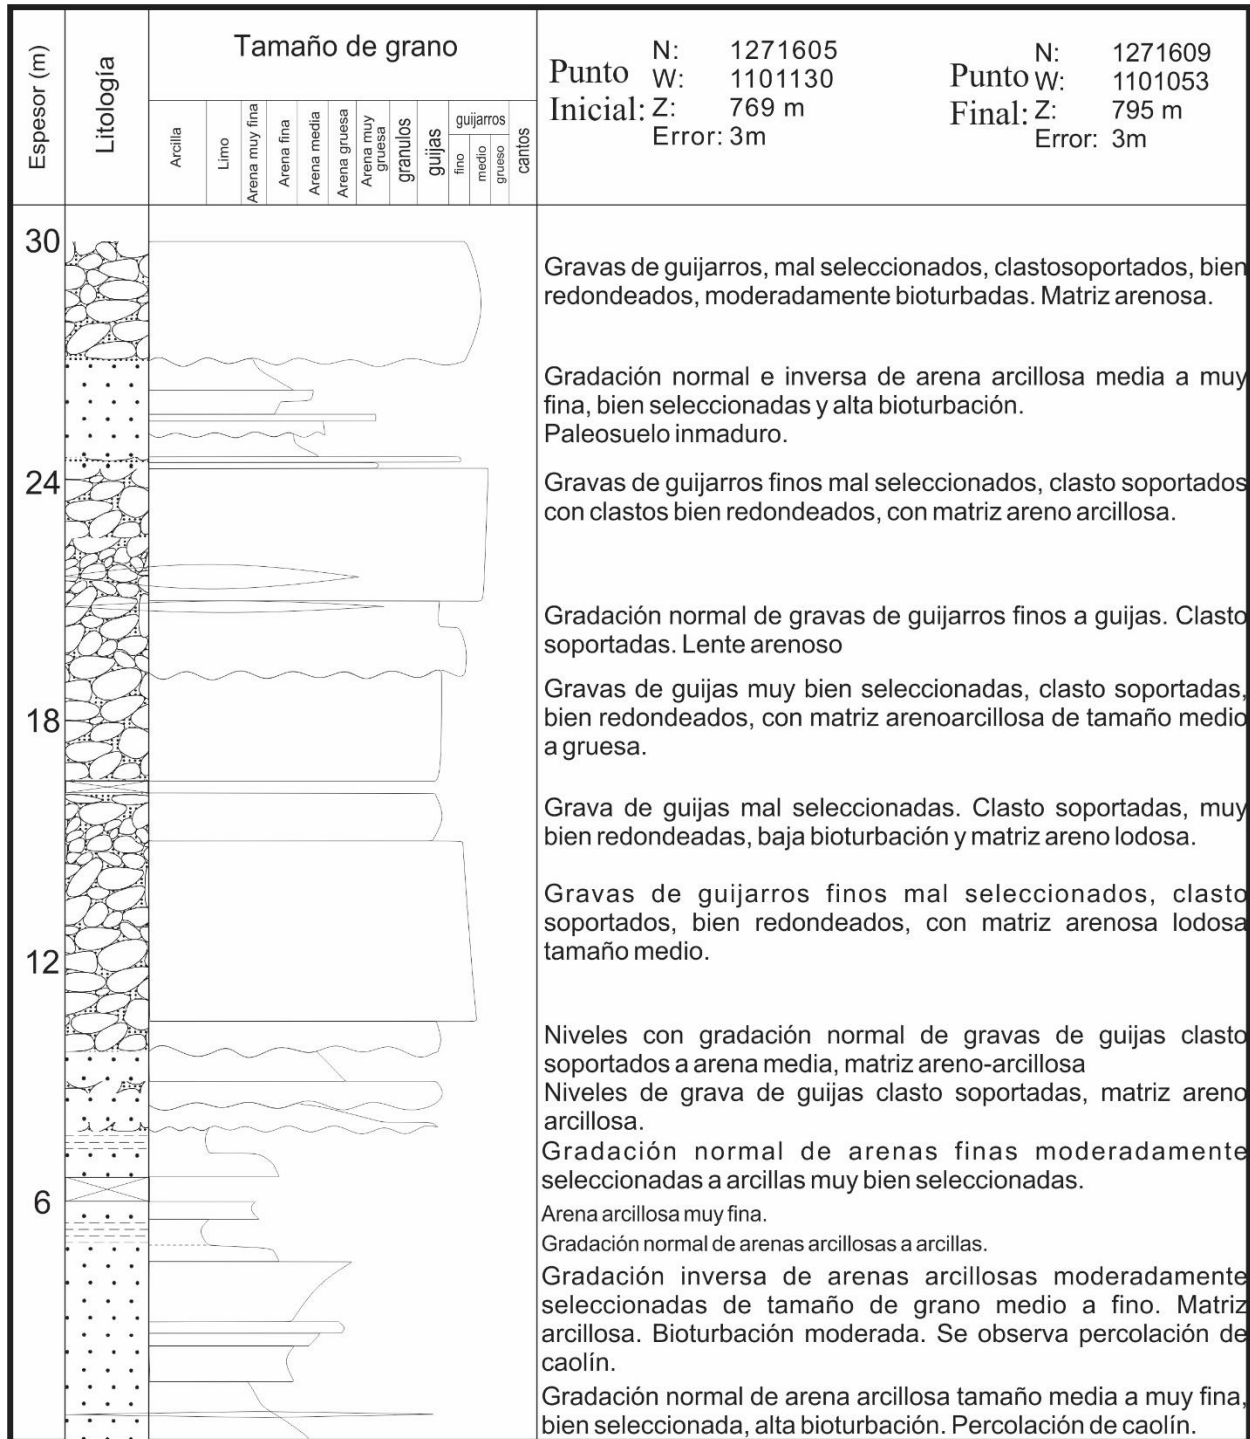 Espesor (m)
Litología
Tamaño de grano
Arcilla
Limo
Arena muy fina
Arena fina
Arena media
Arena gruesa
Arena muy
gruesa
granulos
guijas
guijarros
fino
medio
grueso
cantos
Punto
Inicial:
N: 1271605
W: 1101130
Z: 769 m
Error: 3m
Punto
Final:
N: 1271609
W: 1101053
Z: 795 m
Error: 3m
30
Gravas de guijarros, mal seleccionados, clastosoportados, bien
redondeados, moderadamente bioturbadas. Matriz arenosa.
Gradación normal e inversa de arena arcillosa media a muy
fina, bien seleccionadas y alta bioturbación.
Paleosuelo inmaduro.
24
Gravas de guijarros finos mal seleccionados, clasto soportados
con clastos bien redondeados, con matriz areno arcillosa.
Gradación normal de gravas de guijarros finos a guijas. Clasto
soportadas. Lente arenoso
18
Gravas de guijas muy bien seleccionadas, clasto soportadas,
bien redondeados, con matriz arenoarcillosa de tamaño medio
a gruesa.
Grava de guijas mal seleccionadas. Clasto soportadas, muy
bien redondeadas, baja bioturbación y matriz areno lodosa.
Gravas de guijarros finos mal seleccionados, clasto
soportados, bien redondeados, con matriz arenosa lodosa
tamaño medio.
12
Niveles con gradación normal de gravas de guijas clasto
soportados a arena media, matriz areno-arcillosa
Niveles de grava de guijas clasto soportadas, matriz areno
arcillosa.
Gradación normal de arenas finas moderadamente
seleccionadas a arcillas muy bien seleccionadas.
6
Arena arcillosa muy fina.
Gradación normal de arenas arcillosas a arcillas.
Gradación inversa de arenas arcillosas moderadamente
seleccionadas de tamaño de grano medio a fino. Matriz
arcillosa. Bioturbación moderada. Se observa percolación de
caolín.
Gradación normal de arena arcillosa tamaño media a muy fina,
bien seleccionada, alta bioturbación. Percolación de caolín.